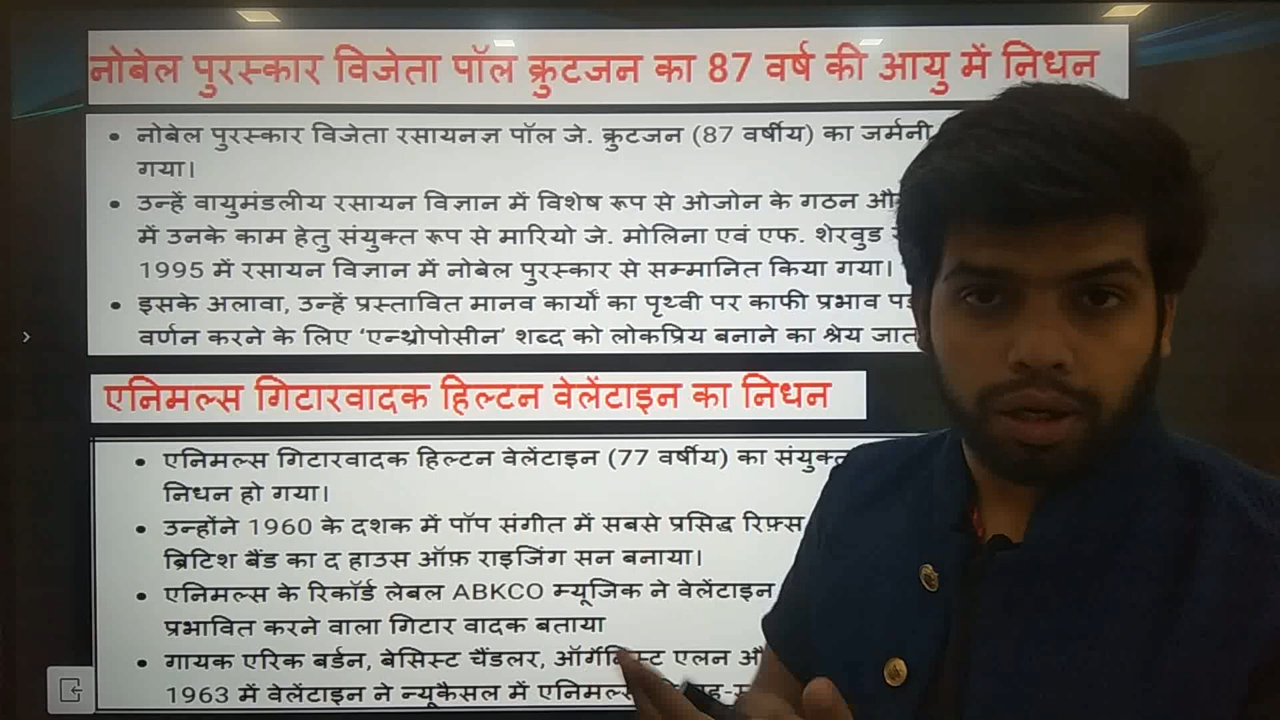 नोबेल पुरस्कार विजेता पॉल क्रुटजन का 87 वर्ष की आयु में निधन
• नोबेल पुरस्कार विजेता रसायनज्ञ पॉल जे. क्रुटजन (87 वर्षीय) का जर्मनी
गया।
• उन्हें वायुमंडलीय रसायन विज्ञान में विशेष रूप से ओजोन के गठन
में उनके काम हेतु संयुक्त रूप से मारियो जे. मोलिना एवं एफ. शेरवुड
1995 में रसायन विज्ञान में नोबेल पुरस्कार से सम्मानित किया गया।
• इसके अलावा, उन्हें प्रस्तावित मानव कार्यों का पृथ्वी पर काफी प्रभाव
वर्णन करने के लिए ‘एन्थ्रोपोसीन’ शब्द को लोकप्रिय बनाने का श्रेय
एनिमल्स गिटारवादक हिल्टन वेलेंटाइन का निधन
• एनिमल्स गिटारवादक हिल्टन वेलेंटाइन (77 वर्षीय) का संयुक्त
निधन हो गया।
• उन्होंने 1960 के दशक में पॉप संगीत में सबसे प्रसिद्ध रिफ़्स
ब्रिटिश बैंड का द हाउस ऑफ़ राइजिंग सन बनाया।
• एनिमल्स के रिकॉर्ड लेबल ABKCO म्यूजिक ने वेलेंटाइन
प्रभावित करने वाला गिटार वादक बताया
• गायक एरिक बर्डन, बेसिस्ट चैंडलर, ऑर्गेनिस्ट एलन
1963 में वेलेंटाइन ने न्यूकैसल में एनिमल्स